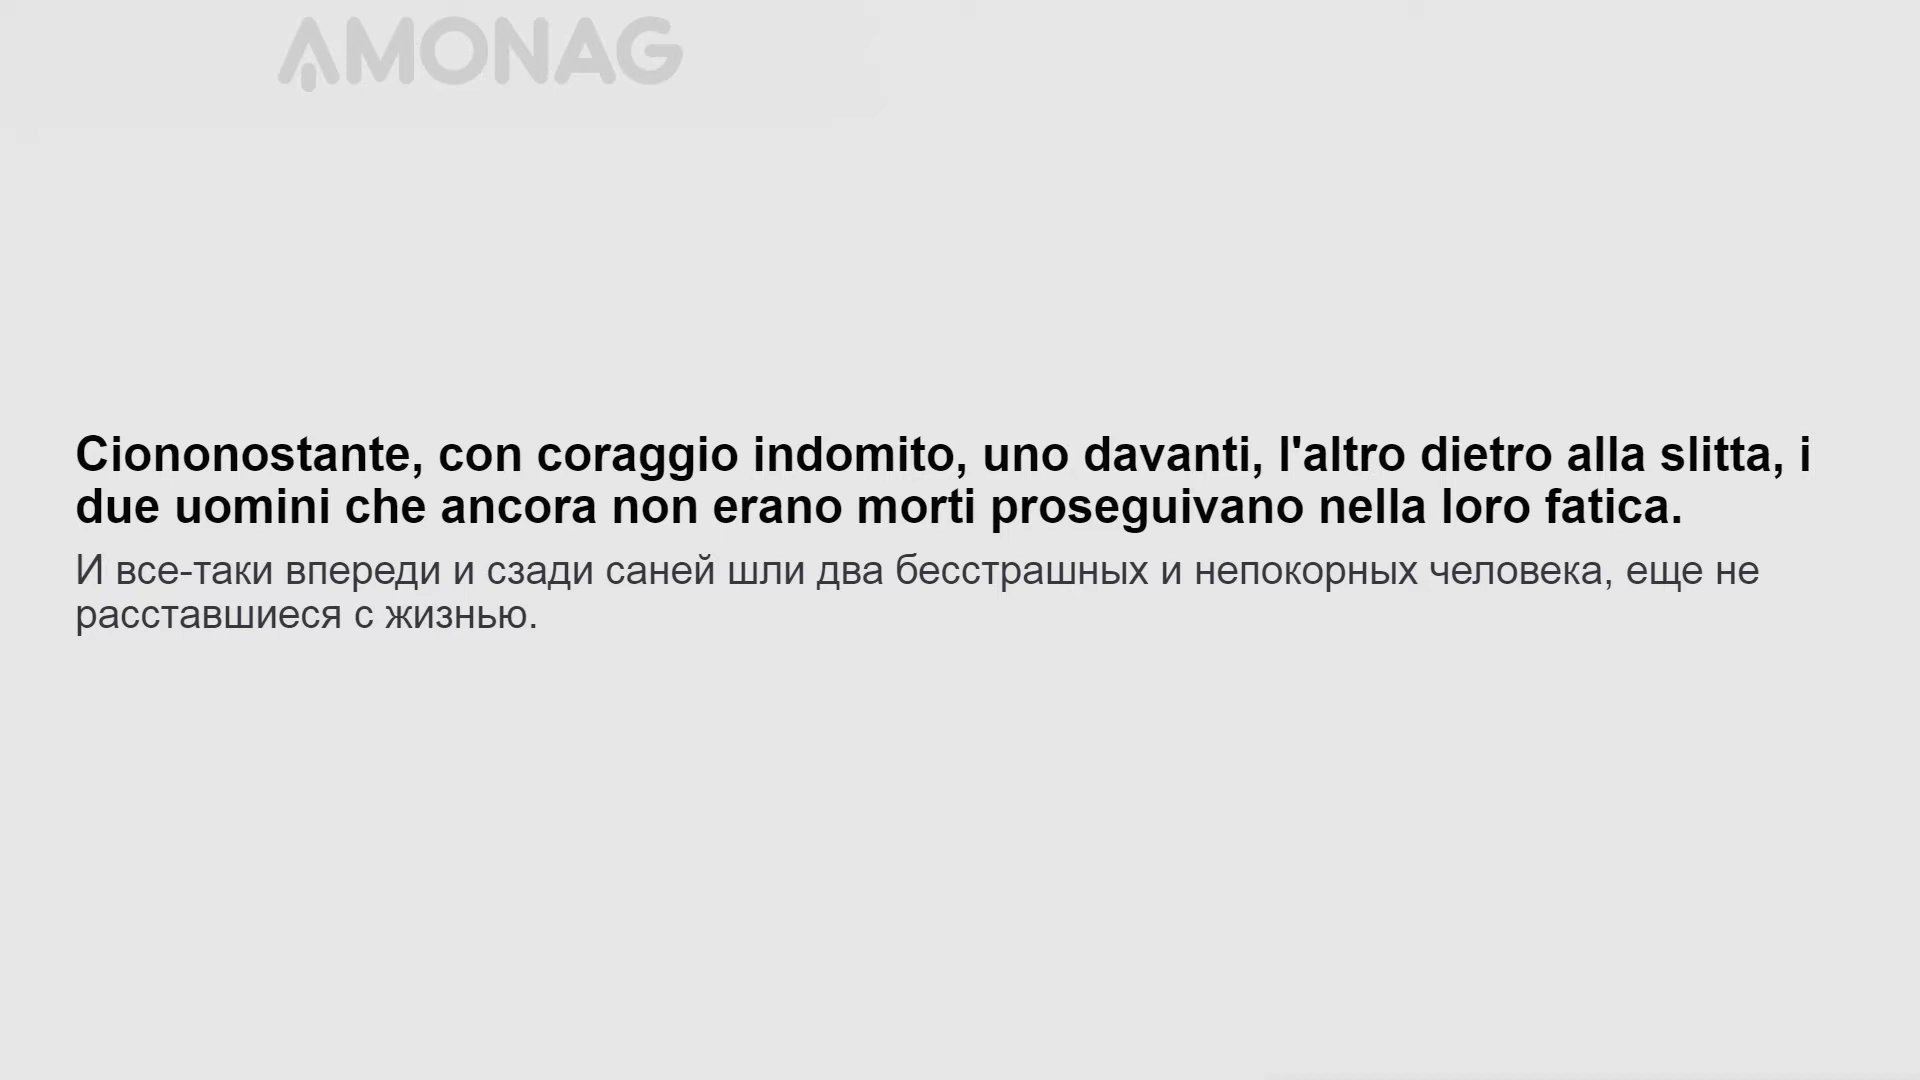 AMONAG
Ciononostante, con coraggio indomito, uno davanti, l'altro dietro alla slitta, i
due uomini che ancora non erano morti proseguivano nella loro fatica.
И все-таки впереди и сзади саней шли два бесстрашных и непокорных человека, еще не
расставшиеся с жизнью.